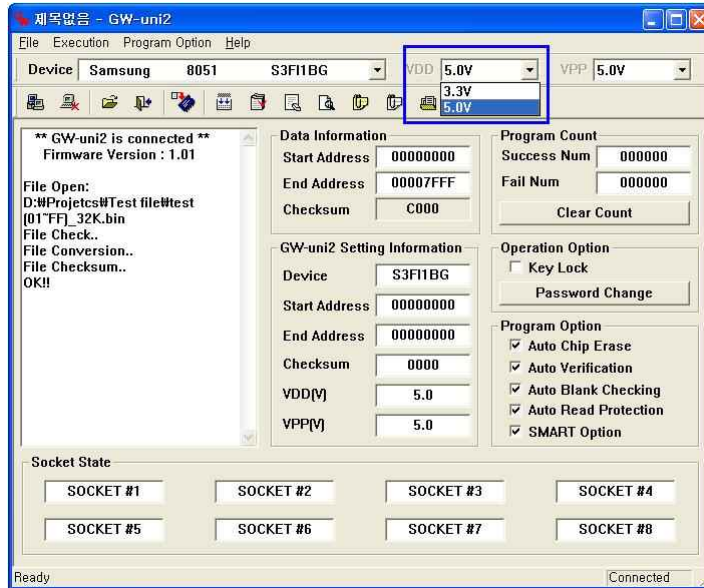 제목없음 - GW-uni2
File Execution Program Option Help
Device Samsung 8051 S3FI1BG VDD 5.0V VPP 5.0V
3.3V
5.0V
** GW-uni2 is connected **
Firmware Version : 1.01
File Open:
D:₩Projetcs₩Test file₩test
(01~FF)_32K.bin
File Check..
File Conversion..
File Checksum..
OK!!
Data Information
Start Address 00000000
End Address 00007FFF
Checksum C000
GW-uni2 Setting Information
Device S3FI1BG
Start Address 00000000
End Address 00000000
Checksum 0000
VDD(V) 5.0
VPP(V) 5.0
Program Count
Success Num 000000
Fail Num 000000
Clear Count
Operation Option
Key Lock
Password Change
Program Option
Auto Chip Erase
Auto Verification
Auto Blank Checking
Auto Read Protection
SMART Option
Socket State
SOCKET #1 SOCKET #2 SOCKET #3 SOCKET #4
SOCKET #5 SOCKET #6 SOCKET #7 SOCKET #8
Ready Connected